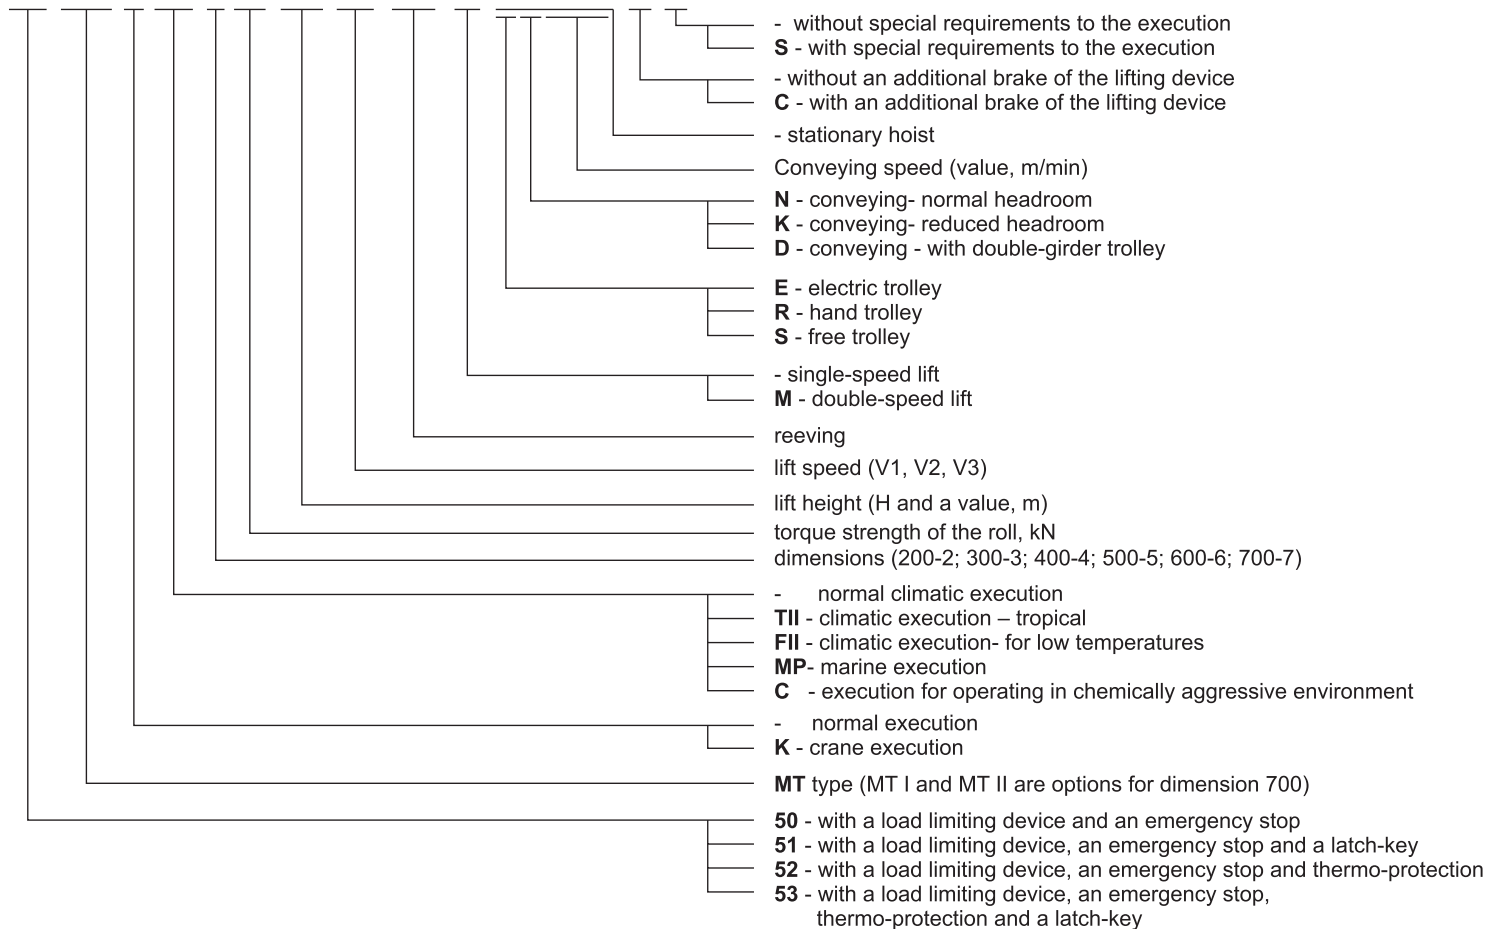 - without special requirements to the execution
S - with special requirements to the execution
- without an additional brake of the lifting device
C - with an additional brake of the lifting device
- stationary hoist
Conveying speed (value, m/min)
N - conveying- normal headroom
K - conveying- reduced headroom
D - conveying - with double-girder trolley
E - electric trolley
R - hand trolley
S - free trolley
- single-speed lift
M - double-speed lift
reeving
lift speed (V1, V2, V3)
lift height (H and a value, m)
torque strength of the roll, kN
dimensions (200-2; 300-3; 400-4; 500-5; 600-6; 700-7)
- normal climatic execution
TII - climatic execution – tropical
FII - climatic execution- for low temperatures
MP- marine execution
C - execution for operating in chemically aggressive environment
- normal execution
K - crane execution
MT type (MT I and MT II are options for dimension 700)
50 - with a load limiting device and an emergency stop
51 - with a load limiting device, an emergency stop and a latch-key
52 - with a load limiting device, an emergency stop and thermo-protection
53 - with a load limiting device, an emergency stop,
thermo-protection and a latch-key